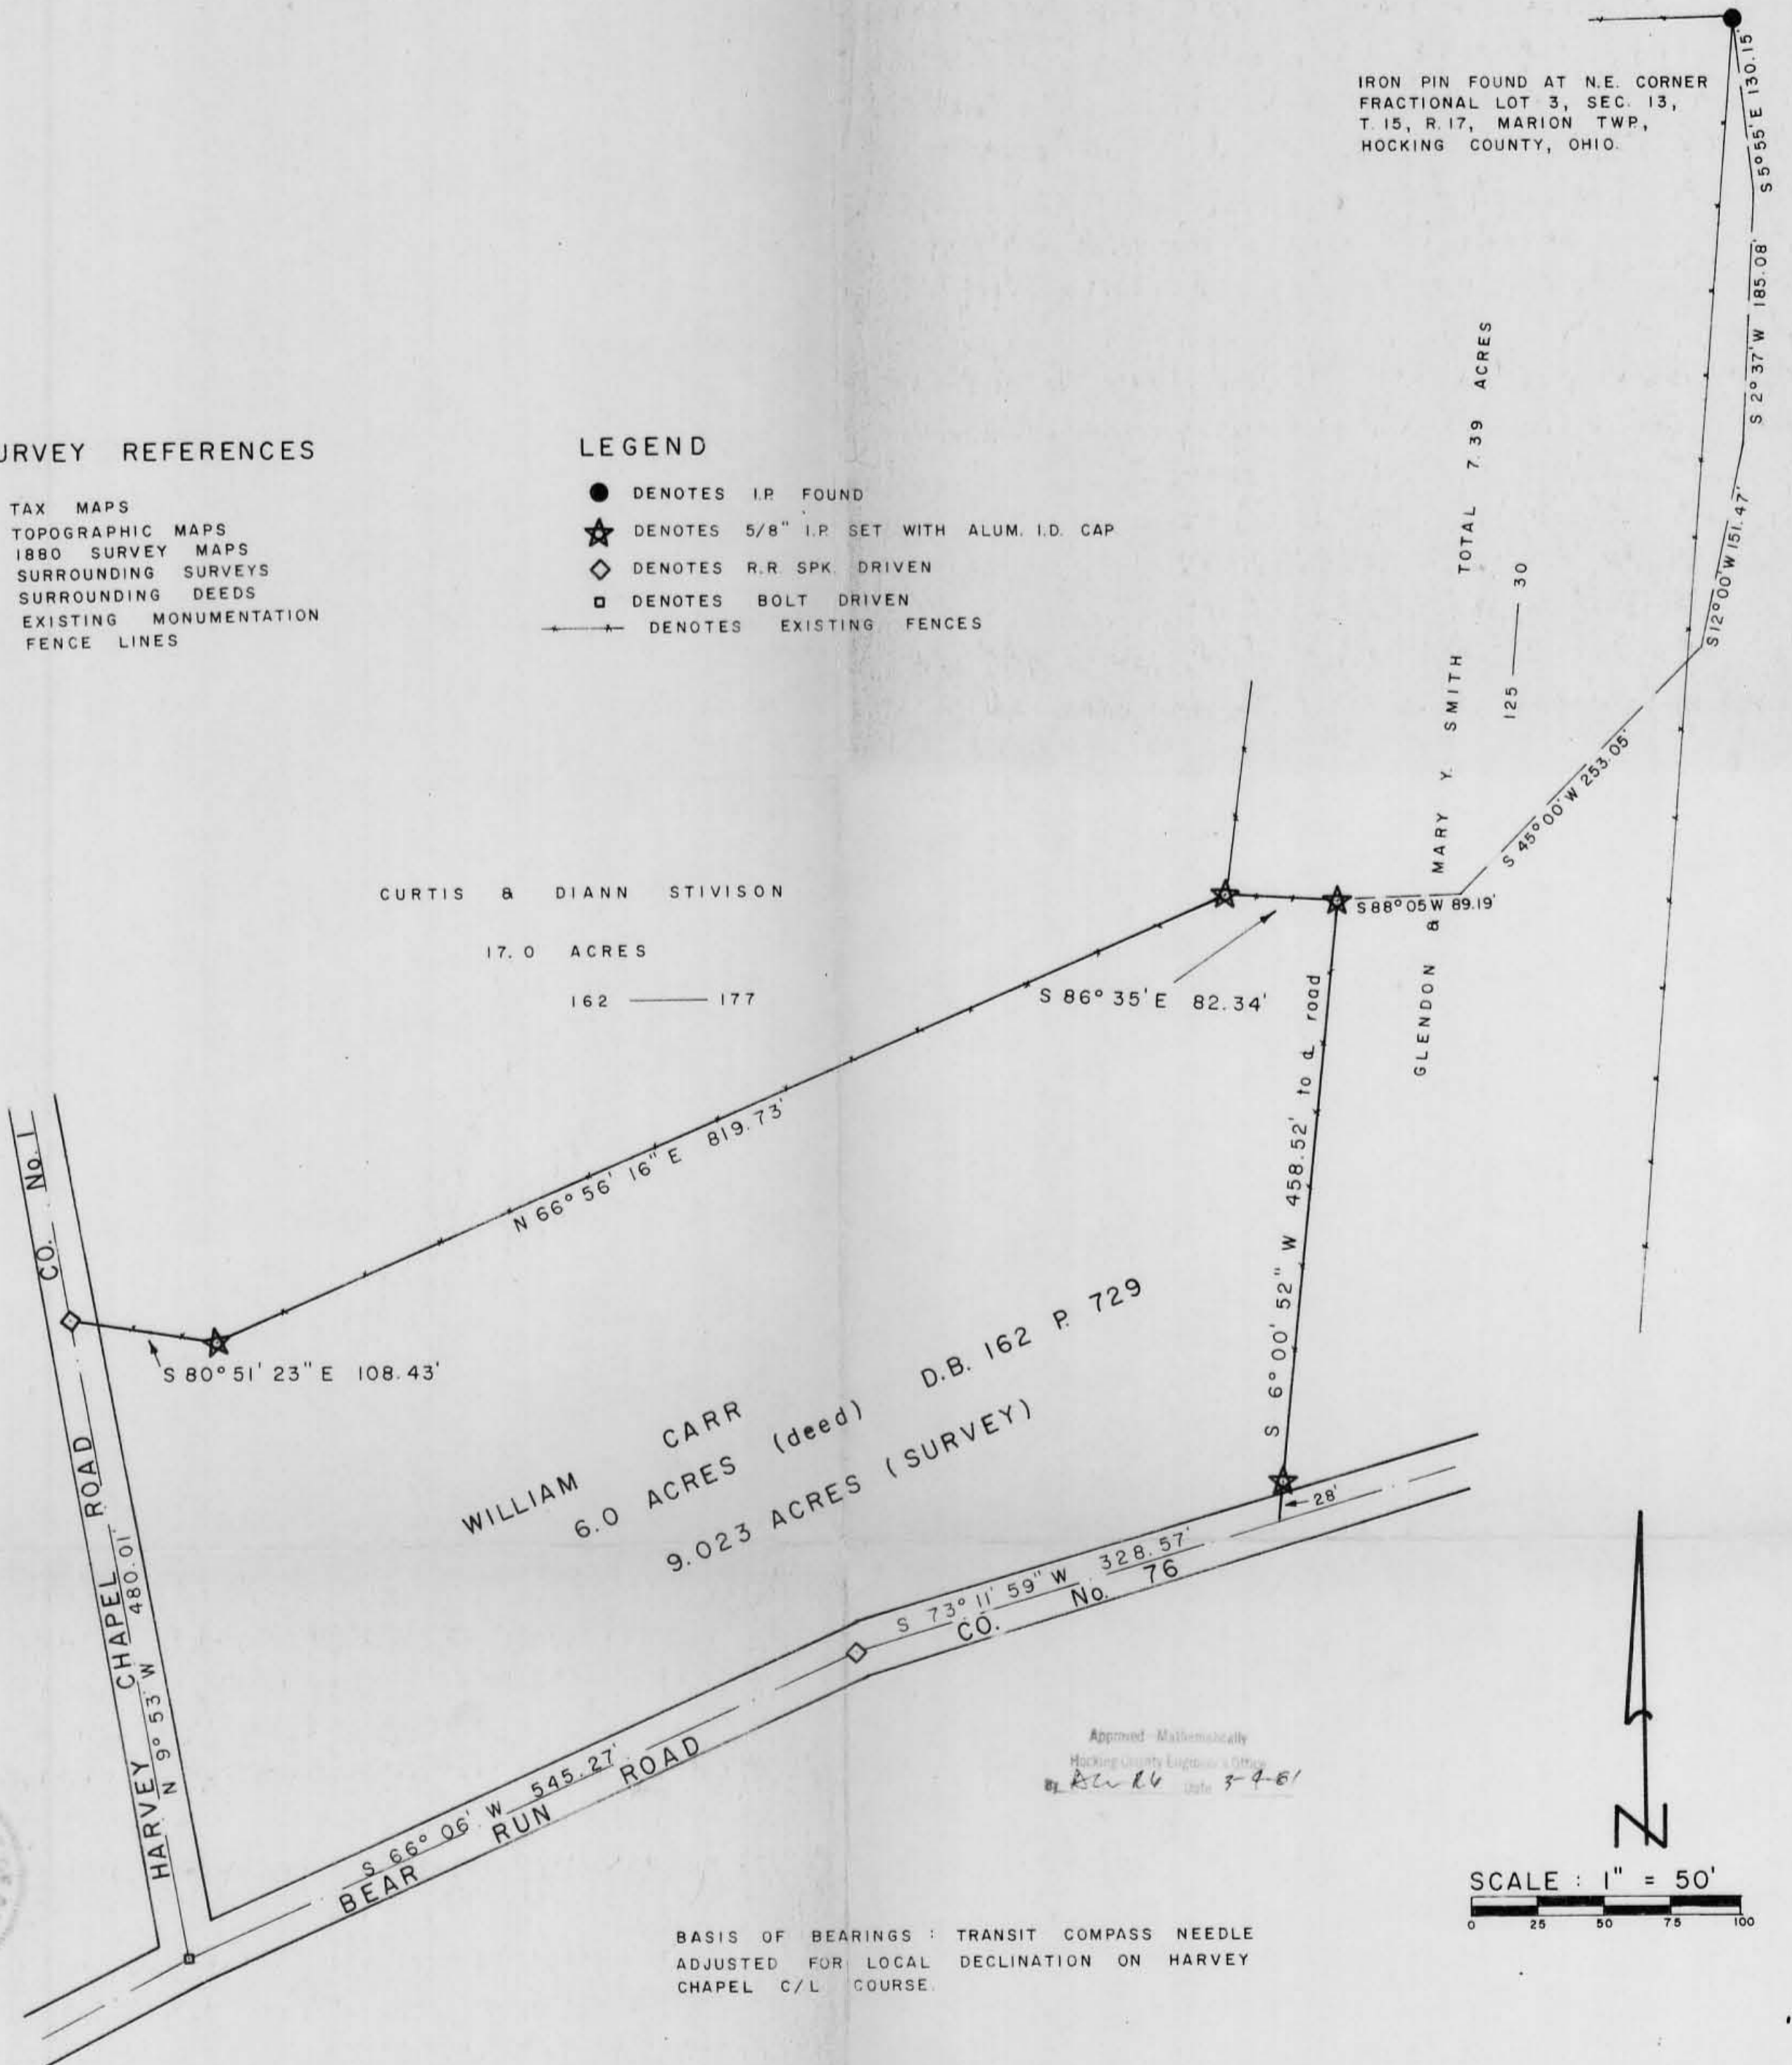 IRON PIN FOUND AT N.E. CORNER
FRACTIONAL LOT 3, SEC. 13,
T. 15, R. 17, MARION TWP.,
HOCKING COUNTY, OHIO.
S 5° 55' E 130.15'
S 2° 37' W 185.08'
S 12° 00' W 151.47'
S 45° 00' W 253.05'
S 88° 05' W 89.19'
GLENDON & MARY Y. SMITH TOTAL 7.39 ACRES
125 —— 30
URVEY REFERENCES
TAX MAPS
TOPOGRAPHIC MAPS
1880 SURVEY MAPS
SURROUNDING SURVEYS
SURROUNDING DEEDS
EXISTING MONUMENTATION
FENCE LINES
LEGEND
DENOTES I.P. FOUND
DENOTES 5/8" I.P. SET WITH ALUM. I.D. CAP
DENOTES R.R. SPK. DRIVEN
DENOTES BOLT DRIVEN
DENOTES EXISTING FENCES
CURTIS & DIANN STIVISON
17.0 ACRES
162 —— 177
S 86° 35' E 82.34'
N 66° 56' 16" E 819.73'
S 6° 00' 52" W 458.52' to ℄ road
S 80° 51' 23" E 108.43'
CO. No. 1
HARVEY CHAPEL ROAD
N 9° 53' W 480.01'
WILLIAM CARR
6.0 ACRES (deed) D.B. 162 P. 729
9.023 ACRES (SURVEY)
28'
S 73° 11' 59" W 328.57'
CO. No. 76
S 66° 06' W 545.27'
BEAR RUN ROAD
Approved Mathematically
Hocking County Engineer's Office
Date 3-9-81
N
SCALE : 1" = 50'
0 25 50 75 100
BASIS OF BEARINGS : TRANSIT COMPASS NEEDLE
ADJUSTED FOR LOCAL DECLINATION ON HARVEY
CHAPEL C/L COURSE.